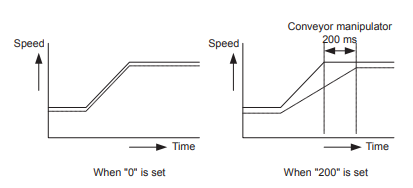 Conveyor manipulator
200 ms
Speed
Speed
Time
Time
When "0" is set
When "200" is set